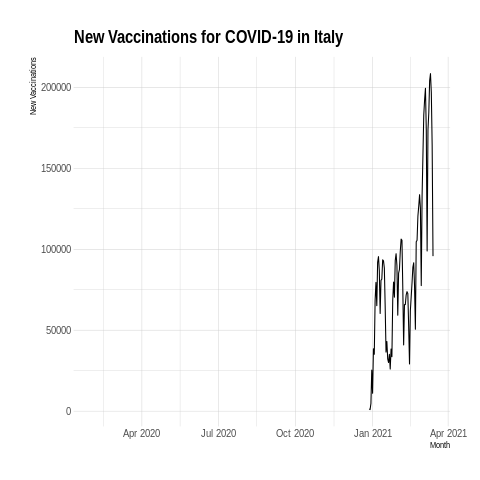 New Vaccinations for COVID-19 in Italy
New Vaccinations
200000
150000
100000
50000
0
Apr 2020 Jul 2020 Oct 2020 Jan 2021 Apr 2021
Month